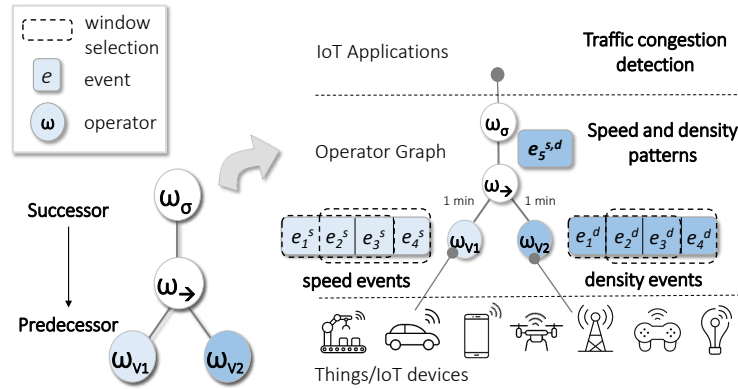 window
selection
e
event
ω
operator
Successor
Predecessor
ωσ
ω→
ωV1
ωV2
IoT Applications
Traffic congestion
detection
ωσ
Operator Graph
e5s,d
Speed and density
patterns
ω→
1 min
1 min
e1s e2s e3s e4s
ωV1
ωV2
e1d e2d e3d e4d
speed events
density events
Things/IoT devices